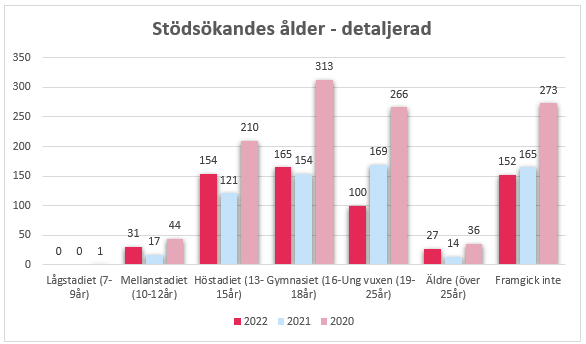 Stödsökandes ålder - detaljerad
350
300
250
200
150
100
50
0
0 0 1
31 17 44
154 121 210
165 154 313
100 169 266
27 14 36
152 165 273
Lågstadiet (7-
9år)
Mellanstadiet
(10-12år)
Höstadiet (13-
15år)
Gymnasiet (16-
18år)
Ung vuxen (19-
25år)
Äldre (över
25år)
Framgick inte
2022 2021 2020